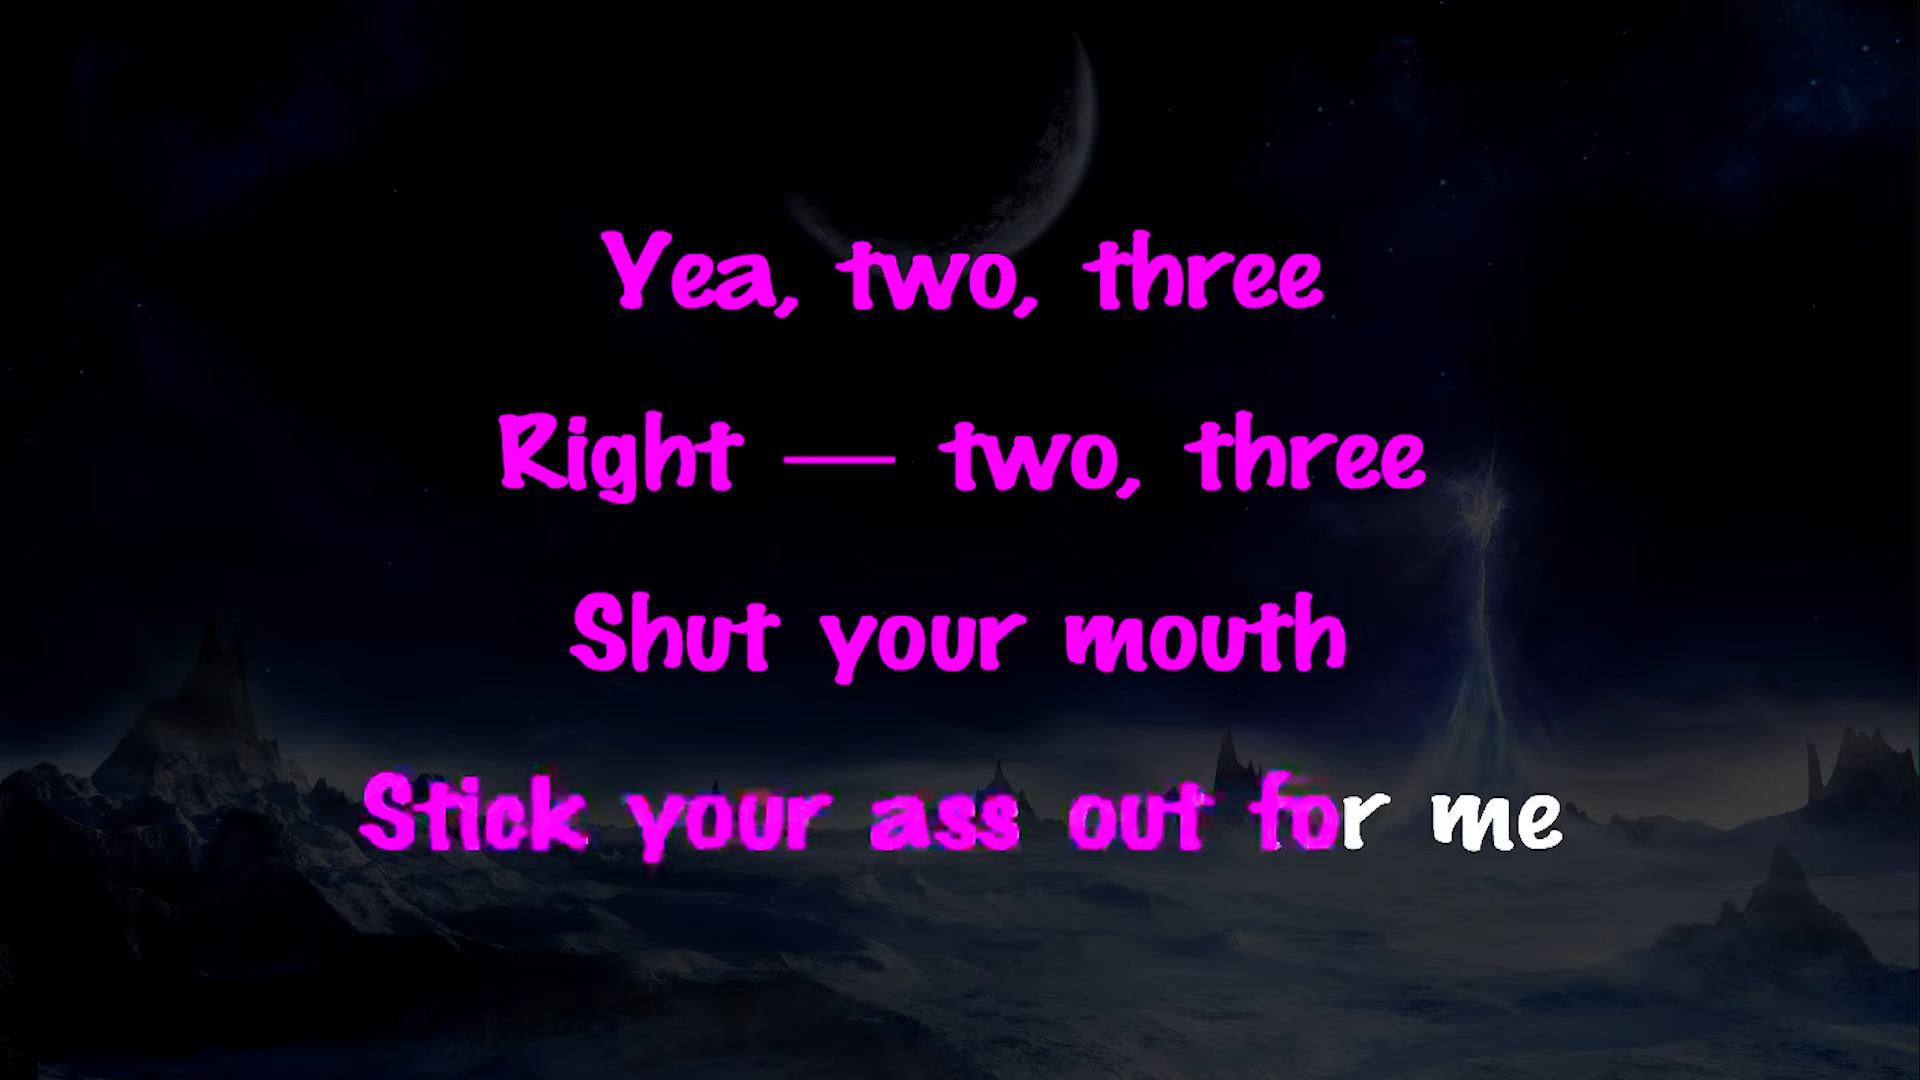 Yea, two, three
Right — two, three
Shut your mouth
Stick your ass out for me